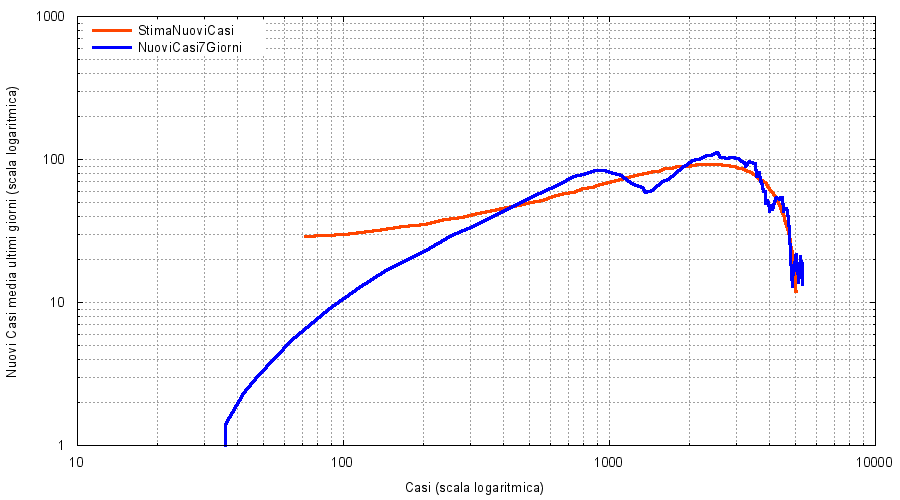 1000
StimaNuoviCasi
NuoviCasi7Giorni
100
10
1
10
100
1000
10000
Nuovi Casi media ultimi giorni (scala logaritmica)
Casi (scala logaritmica)